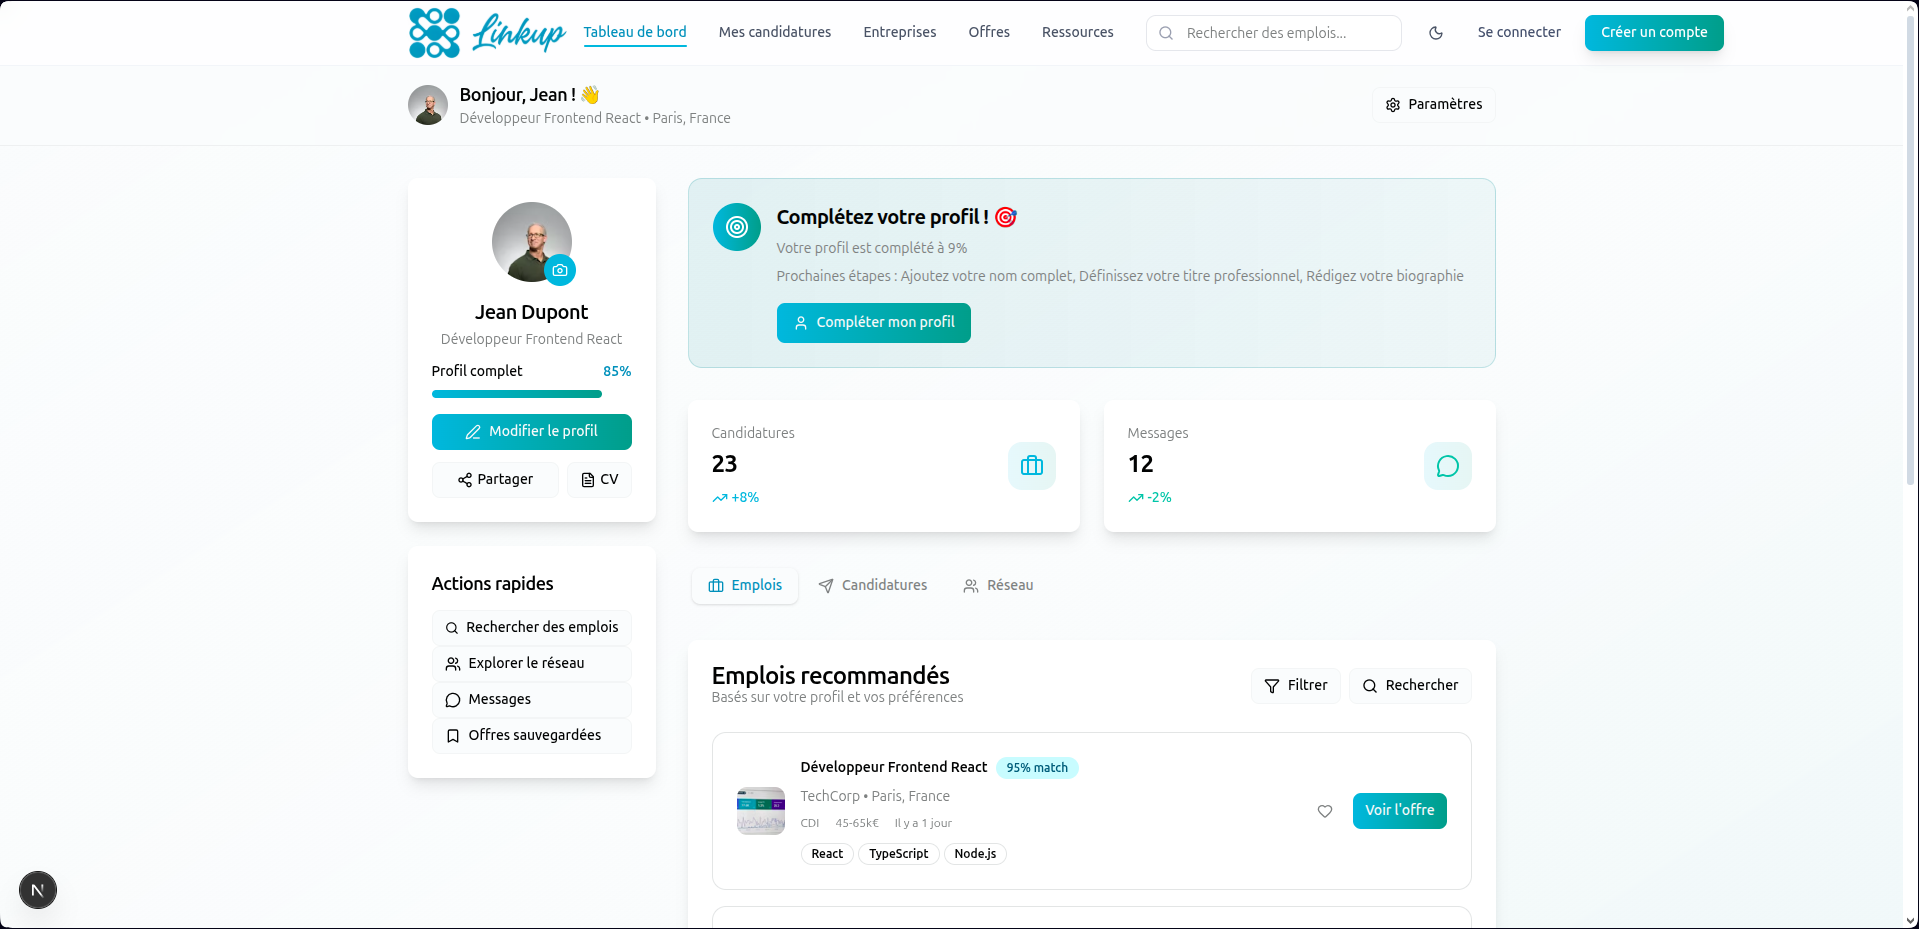 Linkup
Tableau de bord
Mes candidatures
Entreprises
Offres
Ressources
Rechercher des emplois...
Se connecter
Créer un compte
Bonjour, Jean ! 👋
Développeur Frontend React • Paris, France
Paramètres
Jean Dupont
Développeur Frontend React
Profil complet 85%
Modifier le profil
Partager
CV
Actions rapides
Rechercher des emplois
Explorer le réseau
Messages
Offres sauvegardées
Complétez votre profil ! 🎯
Votre profil est complété à 9%
Prochaines étapes : Ajoutez votre nom complet, Définissez votre titre professionnel, Rédigez votre biographie
Compléter mon profil
Candidatures
23
+8%
Messages
12
-2%
Emplois
Candidatures
Réseau
Emplois recommandés
Basés sur votre profil et vos préférences
Filtrer
Rechercher
Développeur Frontend React 95% match
TechCorp • Paris, France
CDI 45-65k€ Il y a 1 jour
React TypeScript Node.js
Voir l'offre
N